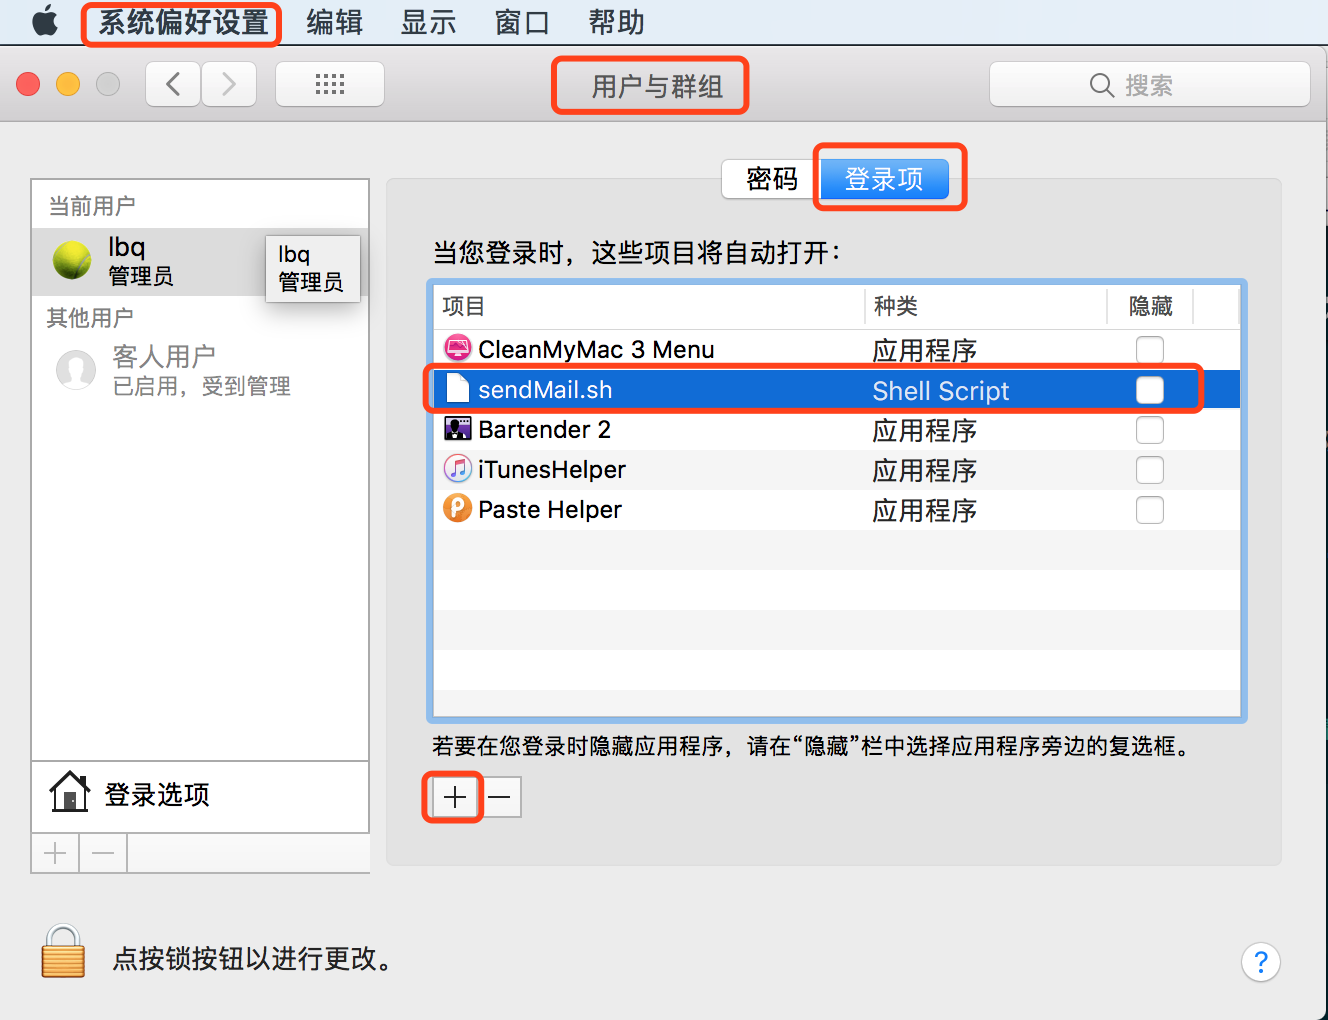 系统偏好设置 编辑 显示 窗口 帮助
用户与群组
搜索
密码 登录项
当前用户
lbq
管理员
lbq
管理员
其他用户
客人用户
已启用，受到管理
当您登录时，这些项目将自动打开：
项目 种类 隐藏
CleanMyMac 3 Menu 应用程序
sendMail.sh Shell Script
Bartender 2 应用程序
iTunesHelper 应用程序
Paste Helper 应用程序
若要在您登录时隐藏应用程序，请在“隐藏”栏中选择应用程序旁边的复选框。
登录选项
点按锁按钮以进行更改。
?